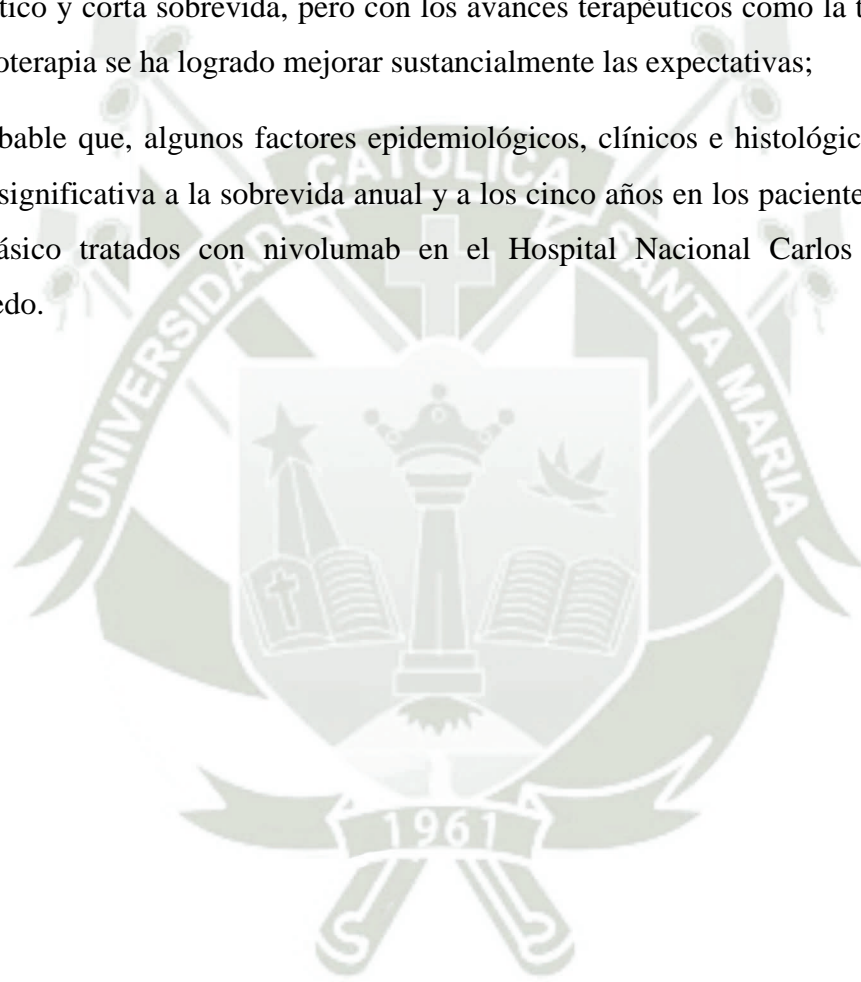 tico y corta sobrevida, pero con los avances terapéuticos como la t
oterapia se ha logrado mejorar sustancialmente las expectativas;
bable que, algunos factores epidemiológicos, clínicos e histológic
significativa a la sobrevida anual y a los cinco años en los paciente
ásico tratados con nivolumab en el Hospital Nacional Carlos
edo.
UNIVERSIDAD CATOLICA SANTA MARIA
1961